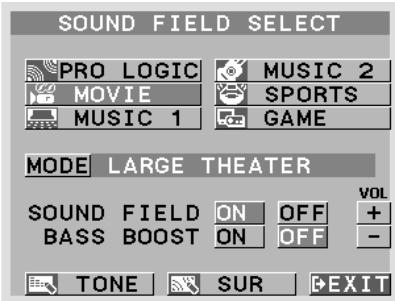 SOUND FIELD SELECT
PRO LOGIC MUSIC 2
MOVIE SPORTS
MUSIC 1 GAME
MODE LARGE THEATER
VOL
SOUND FIELD ON OFF +
BASS BOOST ON OFF −
TONE SUR EXIT